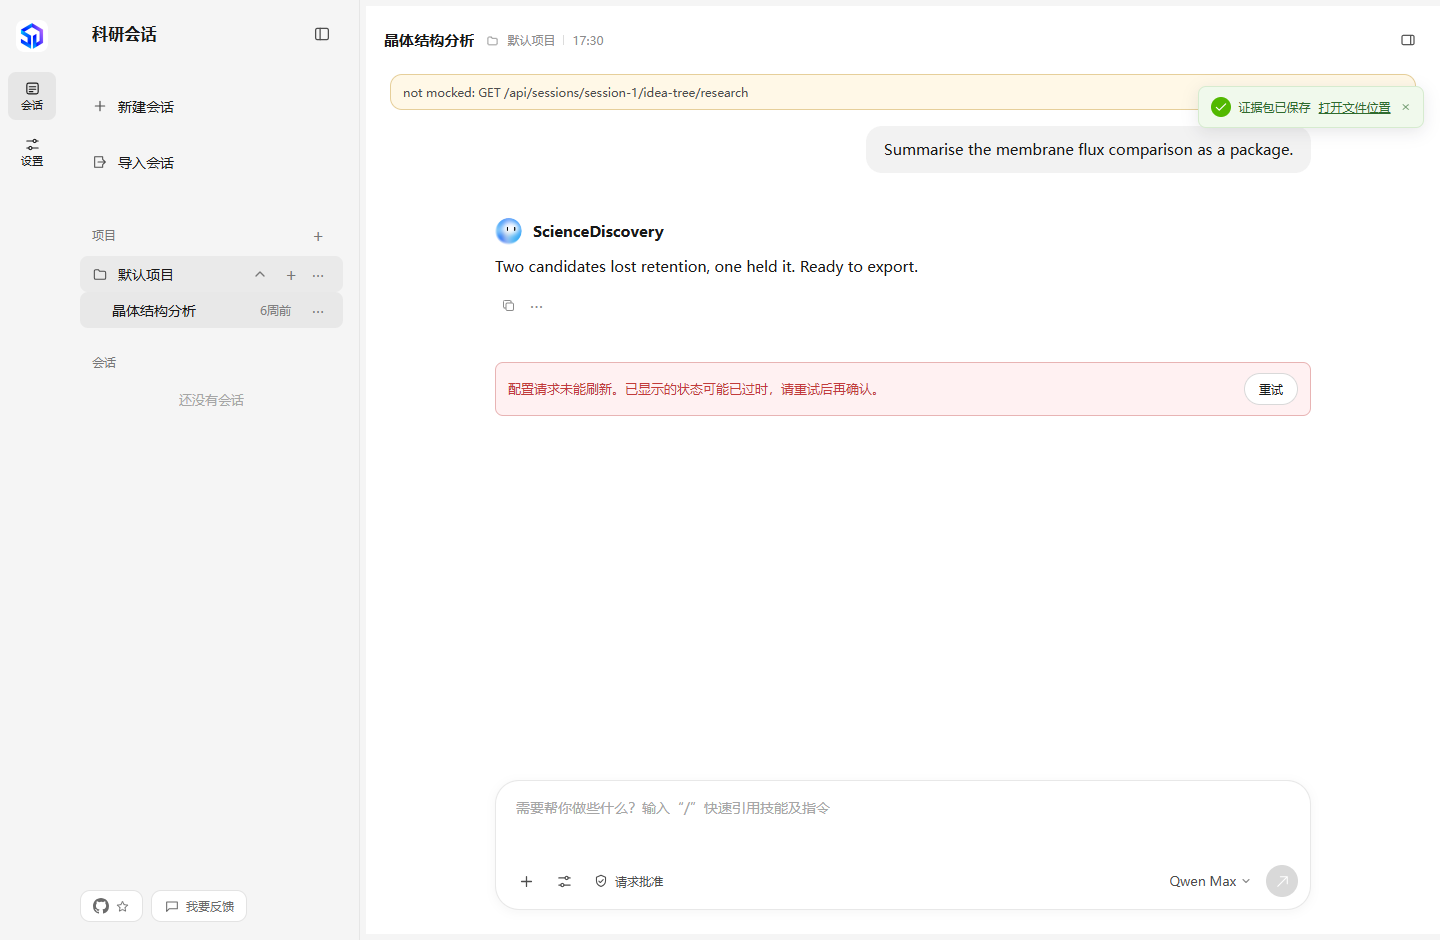 会话
设置
科研会话
新建会话
导入会话
项目
默认项目
晶体结构分析 6周前
会话
还没有会话
我要反馈
晶体结构分析 默认项目 17:30
not mocked: GET /api/sessions/session-1/idea-tree/research
证据包已保存 打开文件位置
Summarise the membrane flux comparison as a package.
ScienceDiscovery
Two candidates lost retention, one held it. Ready to export.
配置请求未能刷新。已显示的状态可能已过时，请重试后再确认。 重试
需要帮你做些什么？输入“/”快速引用技能及指令
请求批准 Qwen Max